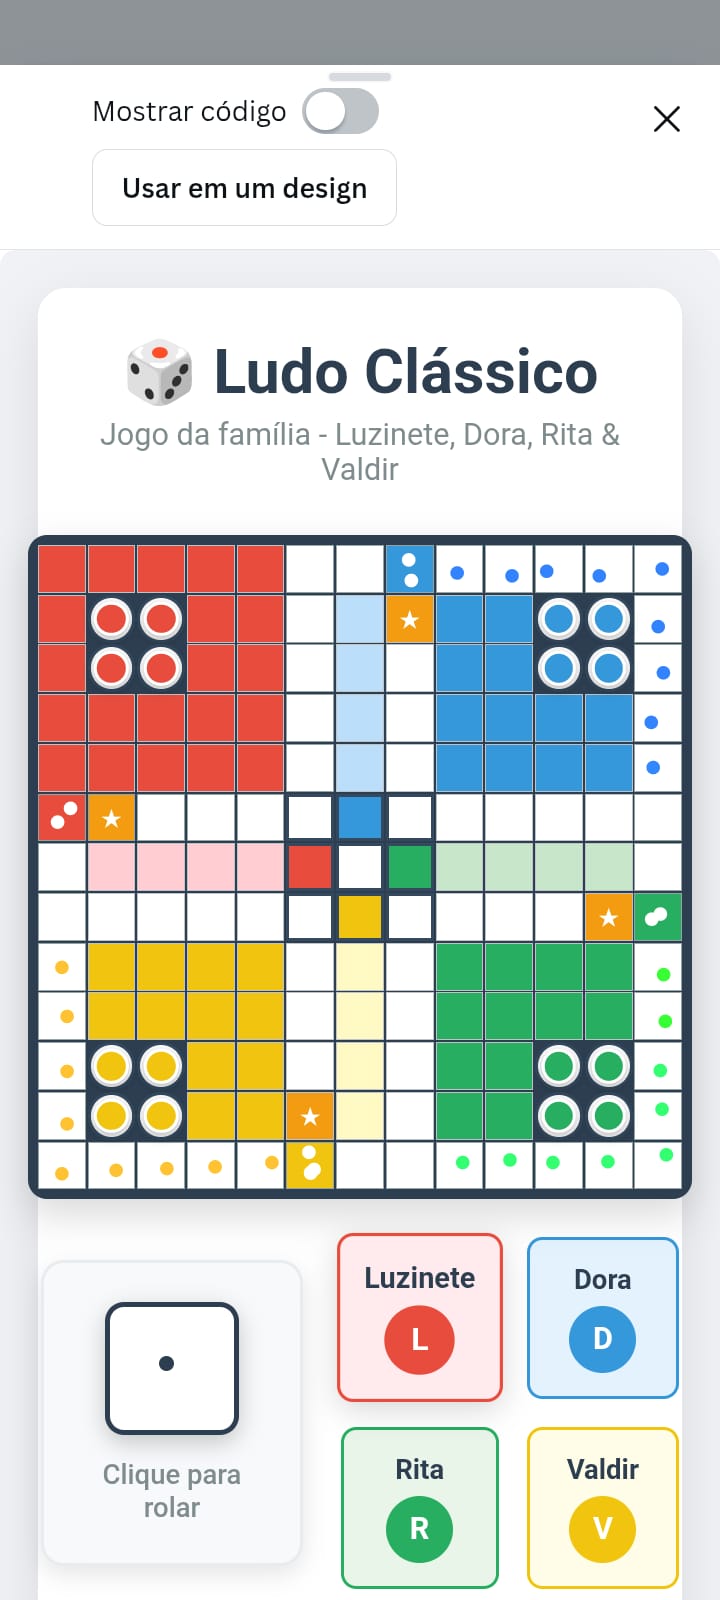 Mostrar código
Usar em um design
Ludo Clássico
Jogo da família - Luzinete, Dora, Rita &
Valdir
Luzinete
L
Dora
D
Clique para
rolar
Rita
R
Valdir
V